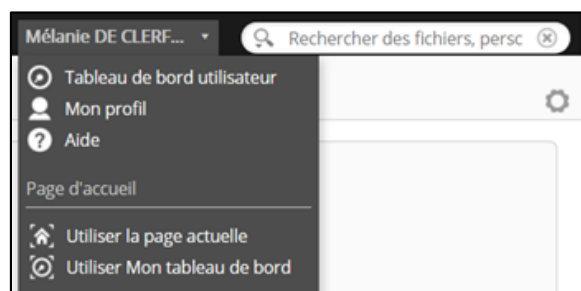 Mélanie DE CLERF...
Rechercher des fichiers, persc
Tableau de bord utilisateur
Mon profil
Aide
Page d'accueil
Utiliser la page actuelle
Utiliser Mon tableau de bord